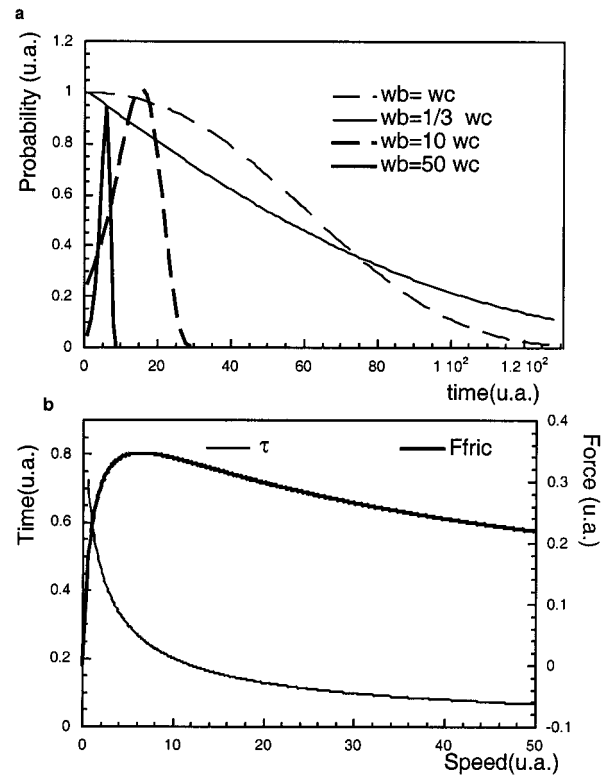 a
Probability (u.a.)
1.2
1
0.8
0.6
0.4
0.2
0
wb= wc
wb=1/3 wc
wb=10 wc
wb=50 wc
0 20 40 60 80 1 10² 1.2 10²
time(u.a.)
b
Time(u.a.)
0.8
0.6
0.4
0.2
0
τ
Ffric
0.4
0.3
0.2
0.1
0
-0.1
Force (u.a.)
0 10 20 30 40 50
Speed(u.a.)